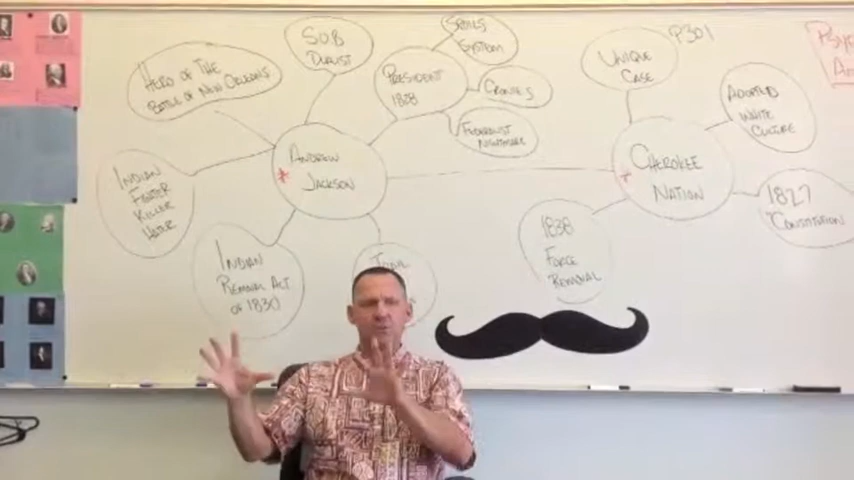 HERO OF THE
BATTLE OF NEW ORLEANS
S.O.B
DUALIST
PRESIDENT
1828
SPOILS
SYSTEM
CRONIES
FEDERALIST
NIGHTMARE
INDIAN
FIGHTER
KILLER
HATER
* ANDREW
JACKSON
INDIAN
REMOVAL ACT
OF 1830
UNIQUE
CASE
P301
ADOPTED
WHITE
CULTURE
* CHEROKEE
NATION
1827
CONSTITUTION
1838
FORCE
REMOVAL